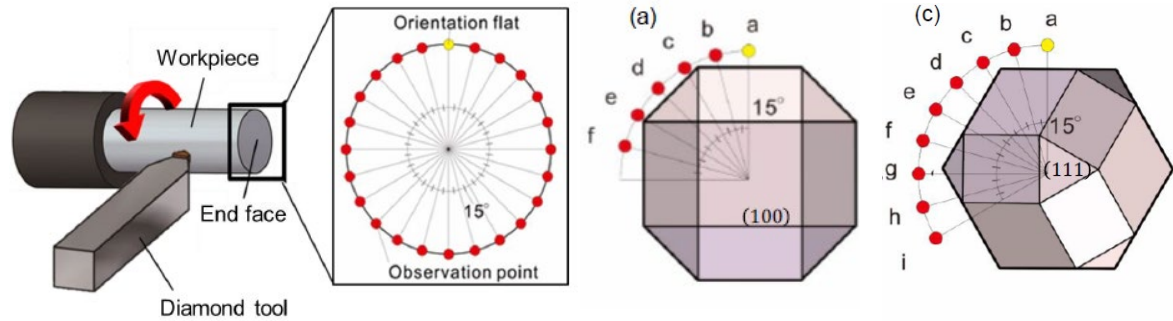 Workpiece
End face
Diamond tool
Orientation flat
15°
Observation point
(a)
a
b
c
d
e
f
15°
(100)
(c)
a
b
c
d
e
f
g
h
i
15°
(111)